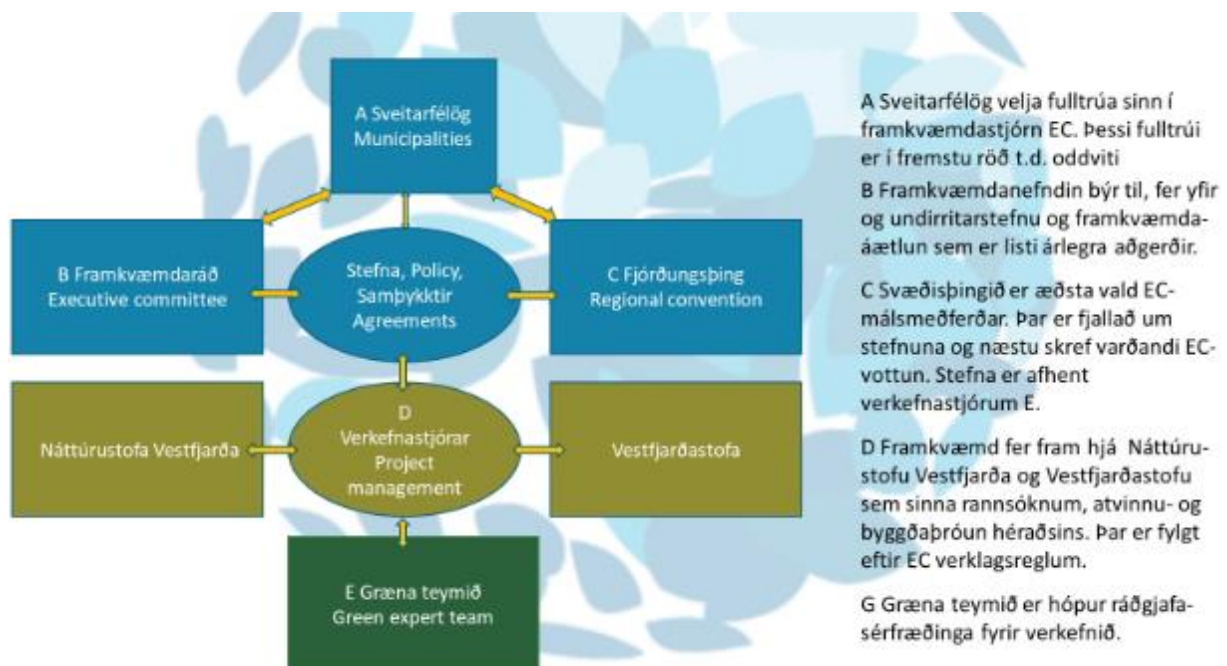 A Sveitarfélög
Municipalities
B Framkvæmdaráð
Executive committee
Stefna, Policy,
Samþykktir
Agreements
C Fjórðungsþing
Regional convention
Náttúrustofa Vestfjarða
D
Verkefnastjórar
Project
management
Vestfjarðastofa
E Græna teymið
Green expert team
A Sveitarfélög velja fulltrúa sinn í
framkvæmdastjórn EC. Þessi fulltrúi
er í fremstu röð t.d. oddviti
B Framkvæmdanefndin býr til, fer yfir
og undirritarstefnu og framkvæmda-
áætlun sem er listi árlegra aðgerðir.
C Svæðisþingið er æðsta vald EC-
málsmeðferðar. Þar er fjallað um
stefnuna og næstu skref varðandi EC-
vottun. Stefna er afhent
verkefnastjórum E.
D Framkvæmd fer fram hjá Náttúru-
stofu Vestfjarða og Vestfjarðastofu
sem sinna rannsóknum, atvinnu- og
byggðaþróun héraðsins. Þar er fylgt
eftir EC verklagsreglum.
G Græna teymið er hópur ráðgjafa-
sérfræðinga fyrir verkefnið.